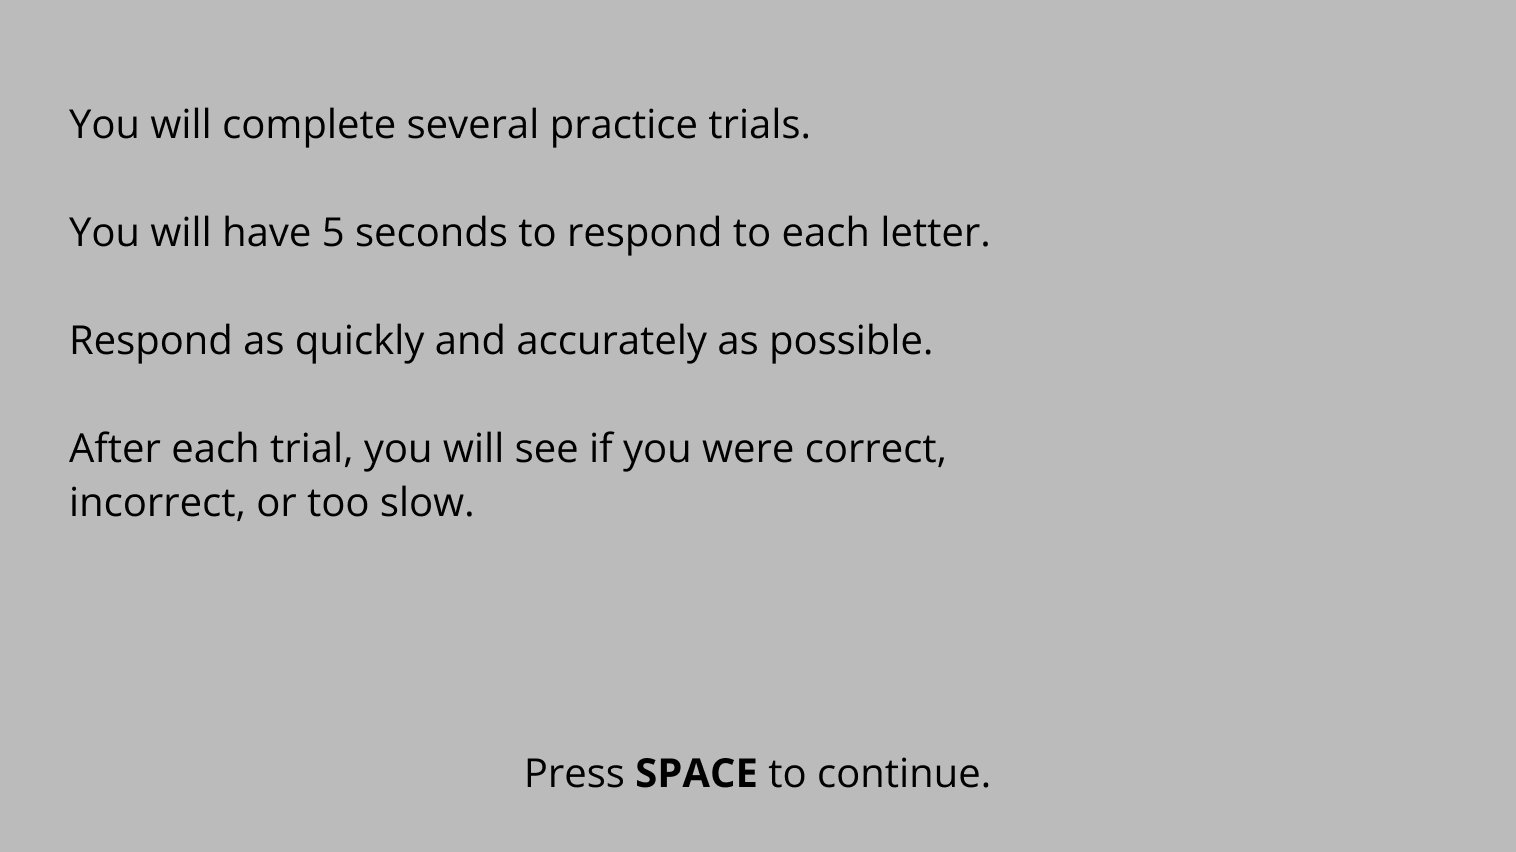 You will complete several practice trials.
You will have 5 seconds to respond to each letter.
Respond as quickly and accurately as possible.
After each trial, you will see if you were correct,
incorrect, or too slow.
Press SPACE to continue.